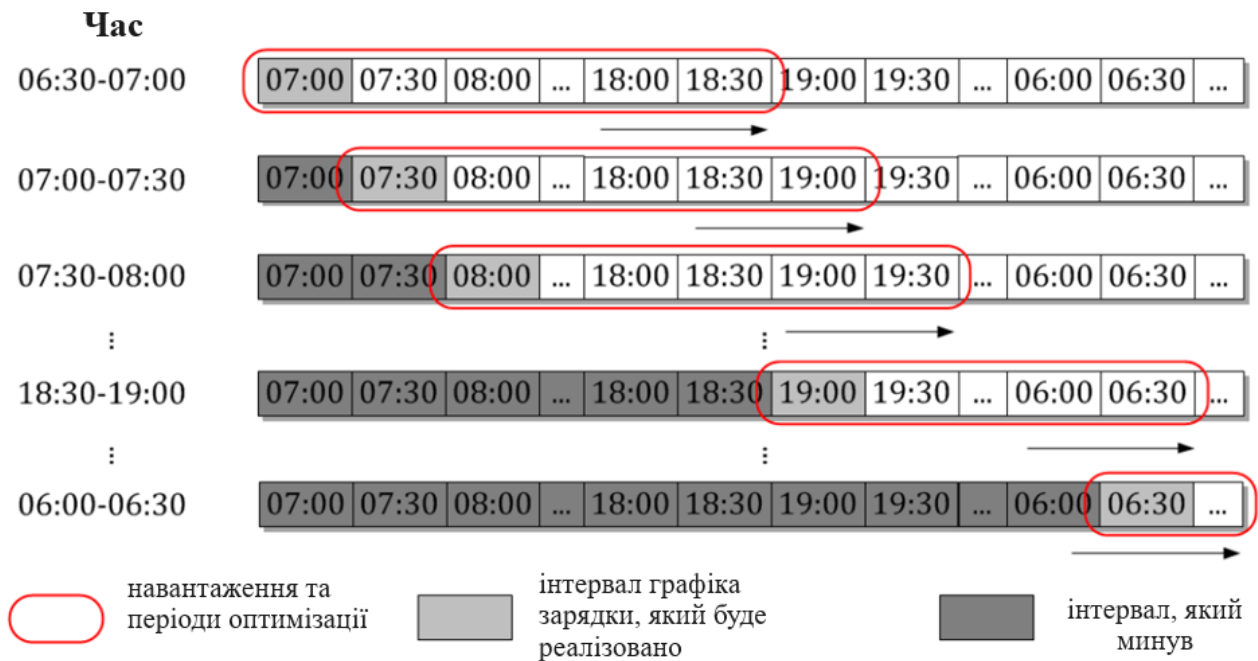 Час
06:30-07:00 07:00 07:30 08:00 ... 18:00 18:30 19:00 19:30 ... 06:00 06:30 ...
07:00-07:30 07:00 07:30 08:00 ... 18:00 18:30 19:00 19:30 ... 06:00 06:30 ...
07:30-08:00 07:00 07:30 08:00 ... 18:00 18:30 19:00 19:30 ... 06:00 06:30 ...
⋮ ⋮
18:30-19:00 07:00 07:30 08:00 ... 18:00 18:30 19:00 19:30 ... 06:00 06:30 ...
⋮ ⋮
06:00-06:30 07:00 07:30 08:00 ... 18:00 18:30 19:00 19:30 ... 06:00 06:30 ...
навантаження та
періоди оптимізації
інтервал графіка
зарядки, який буде
реалізовано
інтервал, який
минув